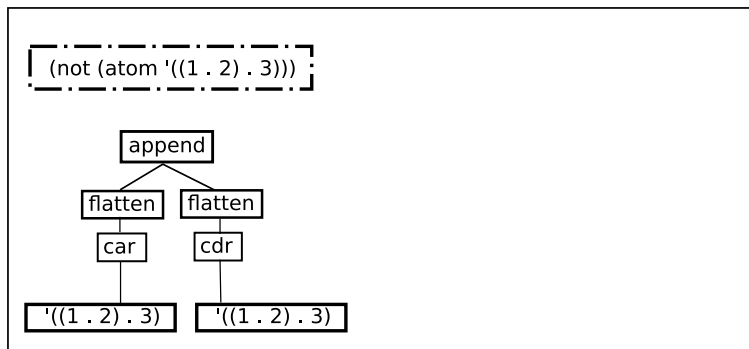 (not (atom '((1 . 2) . 3)))
append
flatten flatten
car cdr
'((1 . 2) . 3) '((1 . 2) . 3)